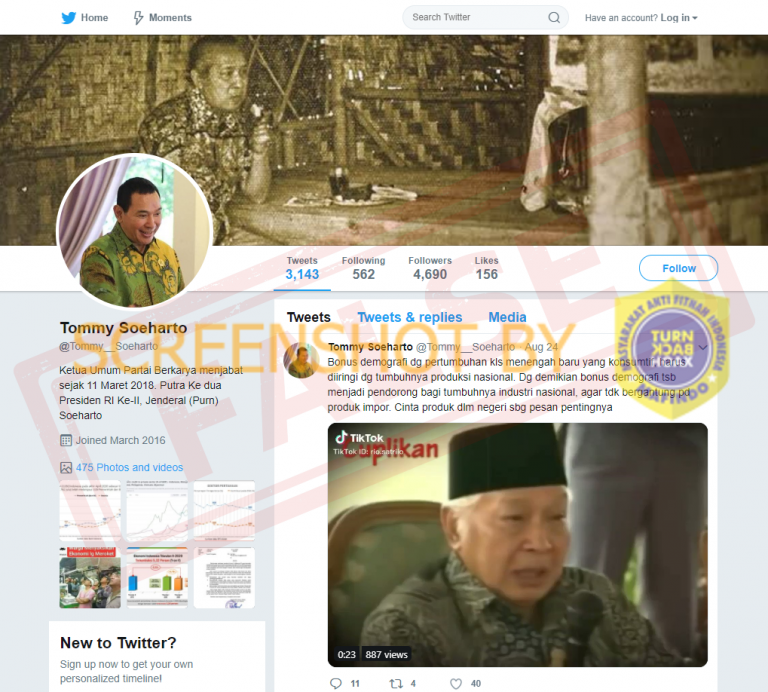 Home
Moments
Search Twitter
Have an account? Log in
Tweets
3,143
Following
562
Followers
4,690
Likes
156
Follow
FALSE
SCREENSHOT BY
MASYARAKAT ANTI FITNAH INDONESIA
TURN
BACK
HOAX
MAFINDO
Tommy Soeharto
@Tommy__Soeharto
Ketua Umum Partai Berkarya menjabat
sejak 11 Maret 2018. Putra Ke dua
Presiden RI Ke-II, Jenderal (Purn)
Soeharto
Joined March 2016
475 Photos and videos
New to Twitter?
Sign up now to get your own
personalized timeline!
Tweets
Tweets & replies
Media
Tommy Soeharto @Tommy__Soeharto · Aug 24
Bonus demografi dg pertumbuhan kls menengah baru yang konsumtif, harus
diiringi dg tumbuhnya produksi nasional. Dg demikian bonus demografi tsb
menjadi pendorong bagi tumbuhnya industri nasional, agar tdk bergantung pd
produk impor. Cinta produk dlm negeri sbg pesan pentingnya
TikTok
uplikan
0:23
887 views
11
4
40